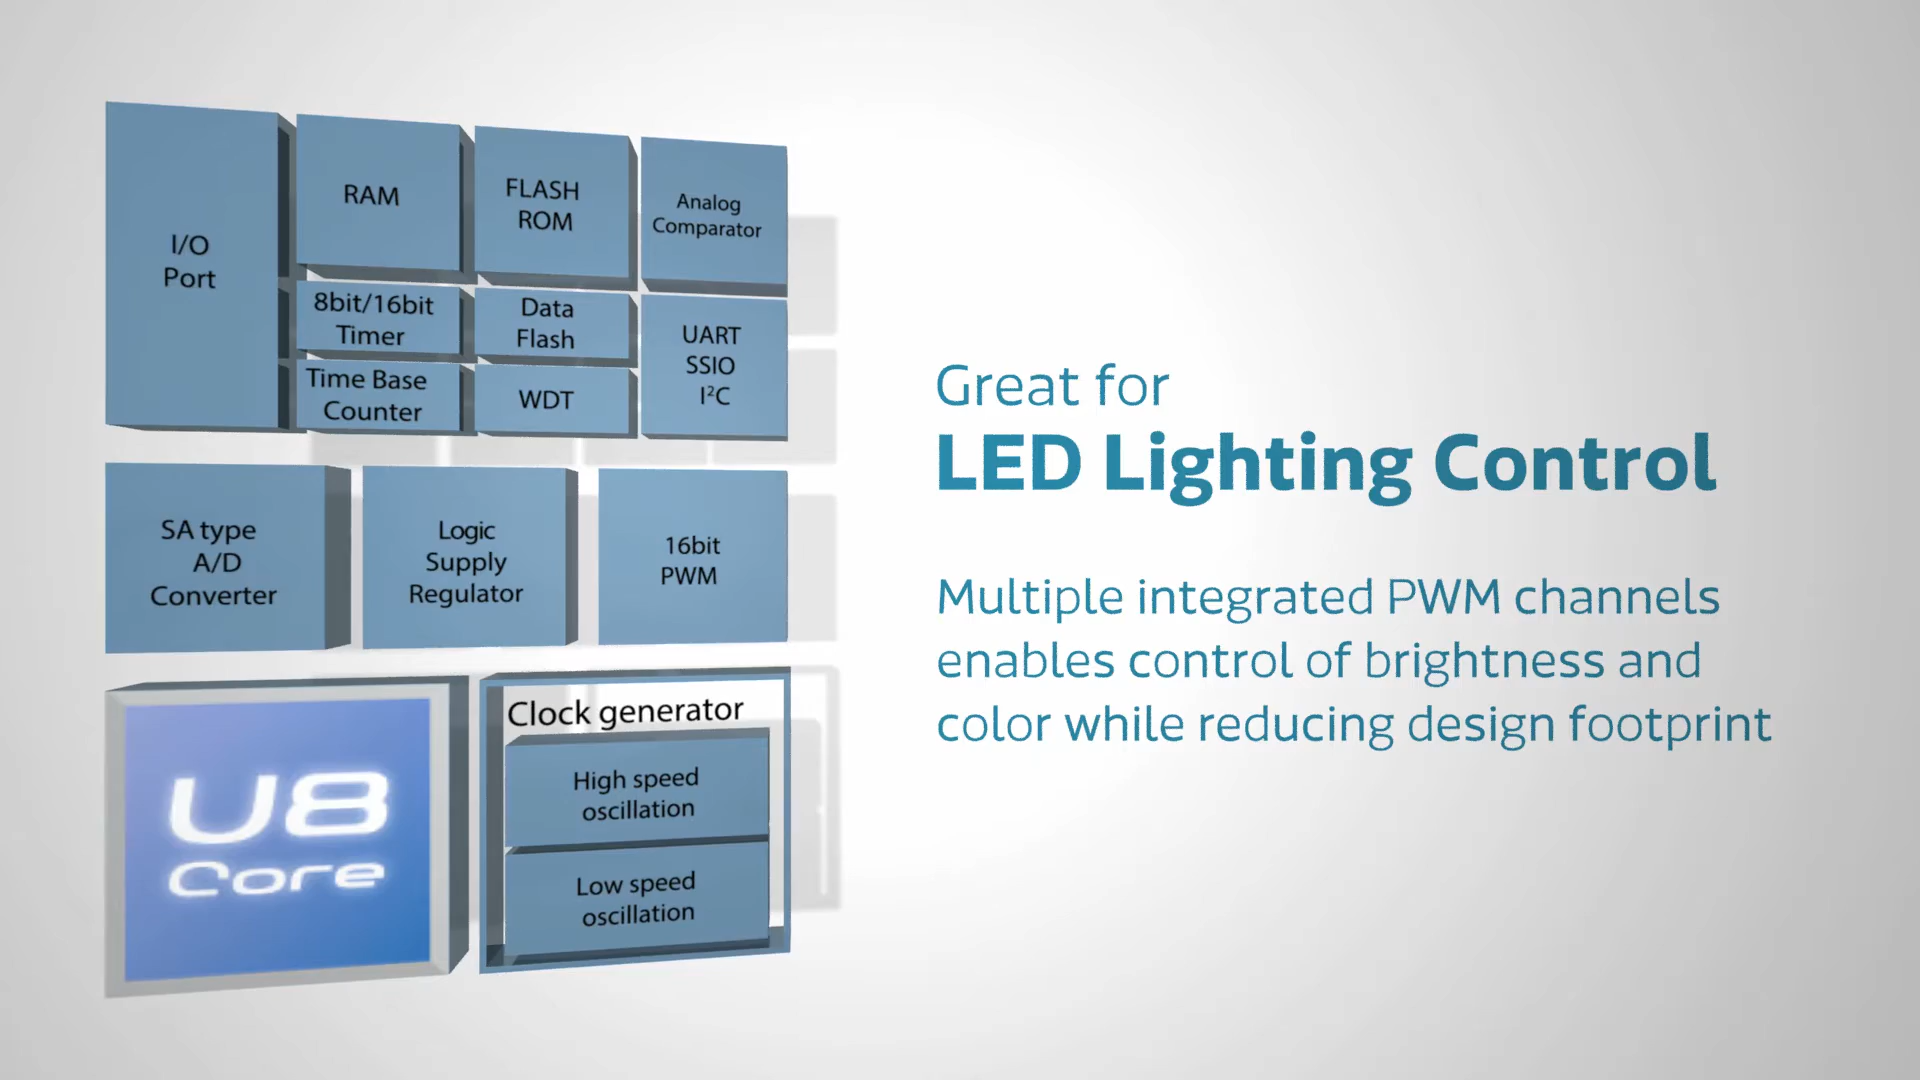 I/O
Port
RAM
FLASH
ROM
Analog
Comparator
8bit/16bit
Timer
Data
Flash
UART
SSIO
I²C
Time Base
Counter
WDT
SA type
A/D
Converter
Logic
Supply
Regulator
16bit
PWM
U8
Core
Clock generator
High speed
oscillation
Low speed
oscillation
Great for
LED Lighting Control
Multiple integrated PWM channels
enables control of brightness and
color while reducing design footprint